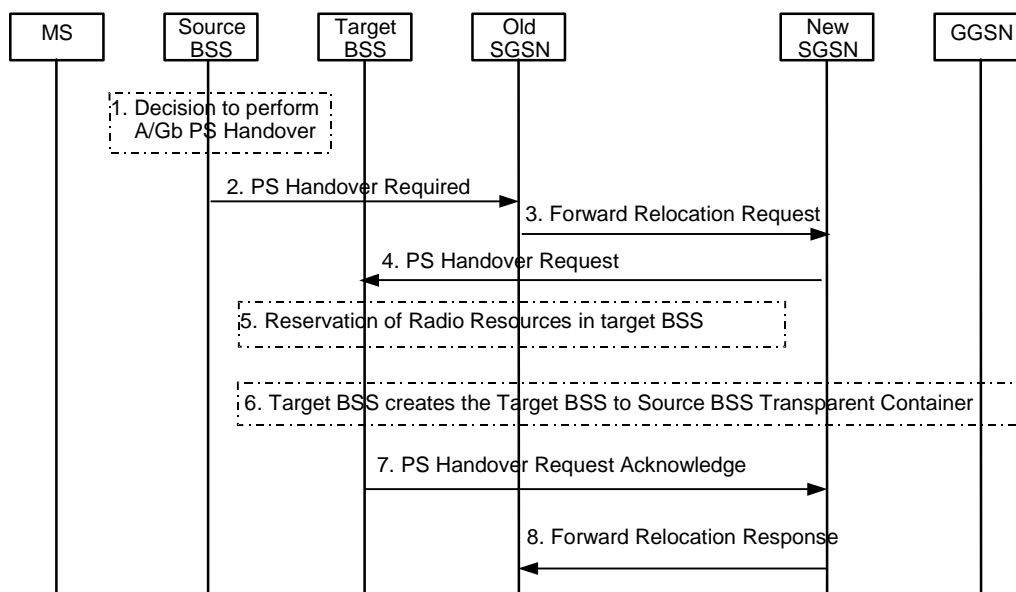 MS
Source
BSS
Target
BSS
Old
SGSN
New
SGSN
GGSN
1. Decision to perform
A/Gb PS Handover
2. PS Handover Required
3. Forward Relocation Request
4. PS Handover Request
5. Reservation of Radio Resources in target BSS
6. Target BSS creates the Target BSS to Source BSS Transparent Container
7. PS Handover Request Acknowledge
8. Forward Relocation Response